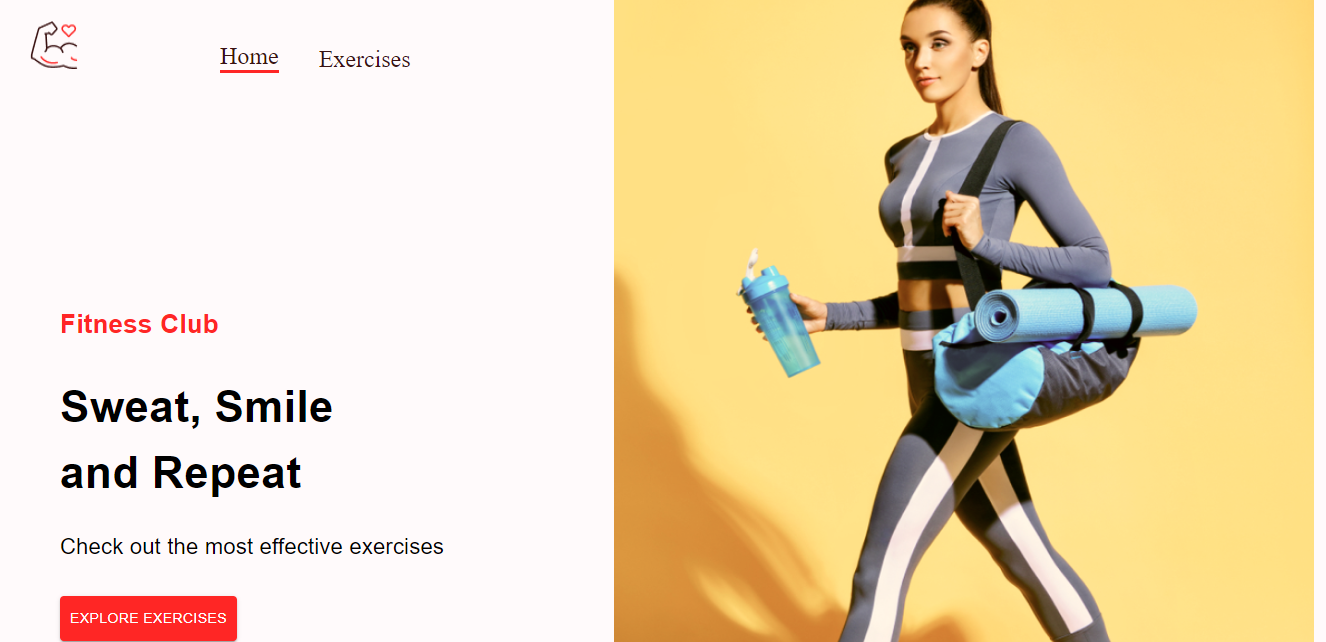 Home
Exercises
Fitness Club
Sweat, Smile
and Repeat
Check out the most effective exercises
EXPLORE EXERCISES